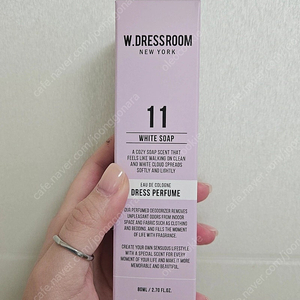 W.DRESSROOM
NEW YORK
11
WHITE SOAP
A COZY SOAP SCENT THAT
FEELS LIKE WALKING ON CLEAN
AND WHITE CLOUD SPREADS
SOFTLY AND LIGHTLY
EAU DE COLOGNE
DRESS PERFUME
OUR PERFUMED DEODORIZER REMOVES
UNPLEASANT ODORS FROM INDOOR
SPACE AND FABRIC SUCH AS CLOTHING
AND BEDDING, AND FILLS THE MOMENT
OF LIFE WITH FRAGRANCE.
CREATE YOUR OWN SENSUOUS LIFESTYLE
WITH A SPECIAL SCENT FOR EVERY
MOMENT OF YOUR LIFE AND MAKE IT MORE
MEMORABLE AND BEAUTIFUL.
80ML / 2.70 FL.OZ.